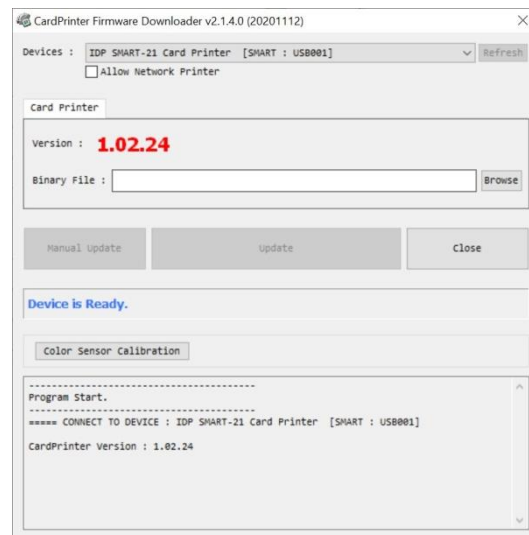 CardPrinter Firmware Downloader v2.1.4.0 (20201112)
Devices : IDP SMART-21 Card Printer [SMART : USB001] Refresh
Allow Network Printer
Card Printer
Version : 1.02.24
Binary File : Browse
Manual Update Update Close
Device is Ready.
Color Sensor Calibration
----------------------------------------
Program Start.
----------------------------------------
===== CONNECT TO DEVICE : IDP SMART-21 Card Printer [SMART : USB001]
CardPrinter Version : 1.02.24